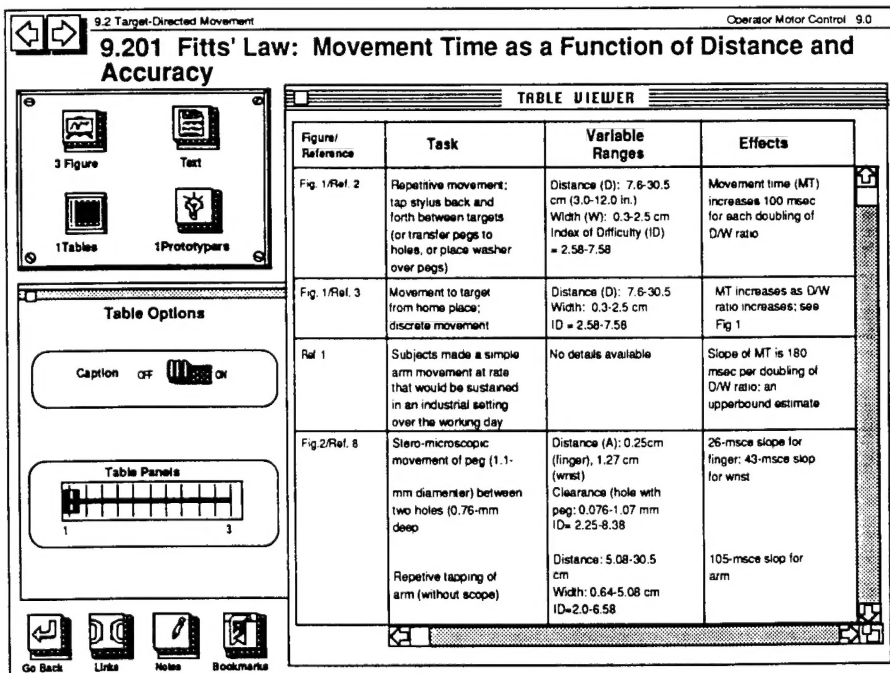 9.2 Target-Directed Movement
Operator Motor Control 9.0
9.201 Fitts' Law: Movement Time as a Function of Distance and
Accuracy
3 Figure
Text
1Tables
1Prototypers
Table Options
Caption OFF ON
Table Panels
1 3
Go Back
Links
Notes
Bookmarks
TABLE VIEWER
Figure/
Reference
Task
Variable
Ranges
Effects
Fig. 1/Ref. 2
Repetitive movement;
tap stylus back and
forth between targets
(or transfer pegs to
holes, or place washer
over pegs)
Distance (D): 7.6-30.5
cm (3.0-12.0 in.)
Width (W): 0.3-2.5 cm
Index of Difficulty (ID)
= 2.58-7.58
Movement time (MT)
increases 100 msec
for each doubling of
D/W ratio
Fig. 1/Ref. 3
Movement to target
from home place;
discrete movement
Distance (D): 7.6-30.5
Width: 0.3-2.5 cm
ID = 2.58-7.58
MT increases as D/W
ratio increases; see
Fig 1
Ref 1
Subjects made a simple
arm movement at rate
that would be sustained
in an industrial setting
over the working day
No details available
Slope of MT is 180
msec per doubling of
D/W ratio; an
upperbound estimate
Fig.2/Ref. 8
Stero-microscopic
movement of peg (1.1-
mm diamenter) between
two holes (0.76-mm
deep
Distance (A): 0.25cm
(finger), 1.27 cm
(wrist)
Clearance (hole with
peg: 0.076-1.07 mm
ID= 2.25-8.38
26-msce slope for
finger; 43-msce slop
for wrist
Repetive tapping of
arm (without scope)
Distance: 5.08-30.5
cm
Width: 0.64-5.08 cm
ID=2.0-6.58
105-msce slop for
arm